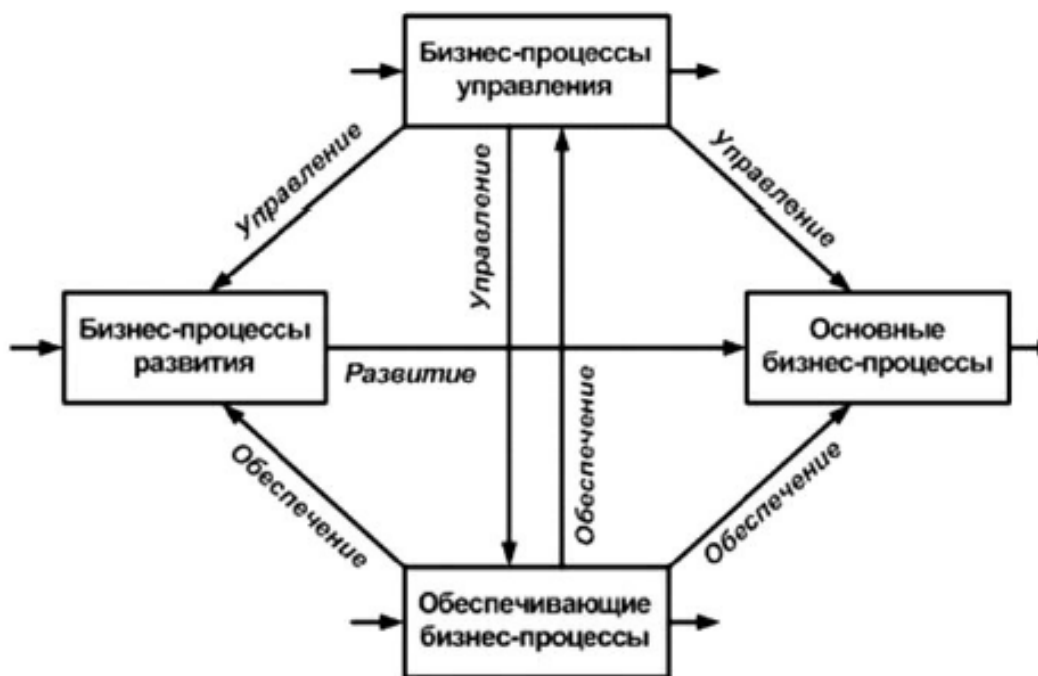 Бизнес-процессы
управления
Управление
Управление
Управление
Бизнес-процессы
развития
Развитие
Основные
бизнес-процессы
Обеспечение
Обеспечение
Обеспечение
Обеспечивающие
бизнес-процессы